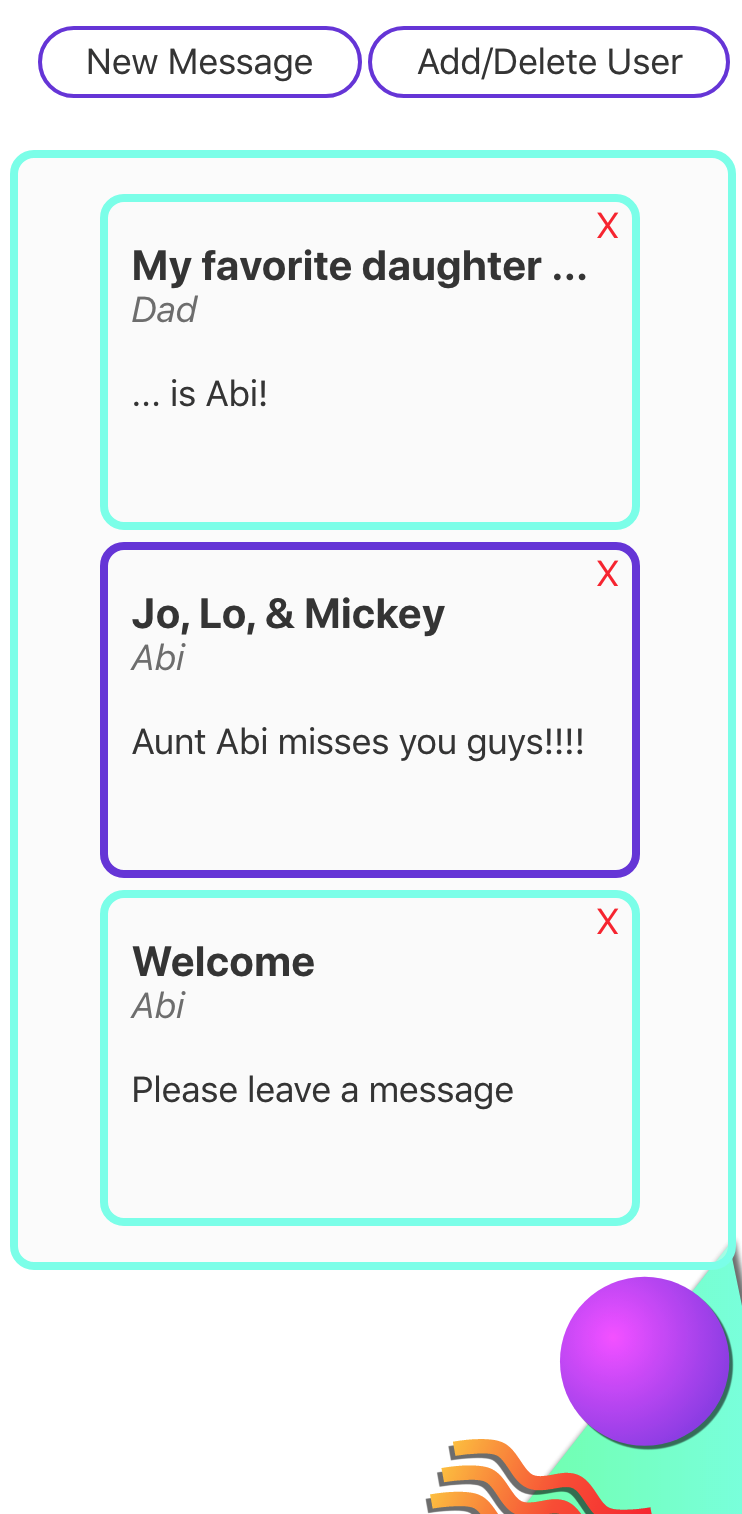 New Message Add/Delete User
X
My favorite daughter ...
Dad
... is Abi!
X
Jo, Lo, & Mickey
Abi
Aunt Abi misses you guys!!!!
X
Welcome
Abi
Please leave a message